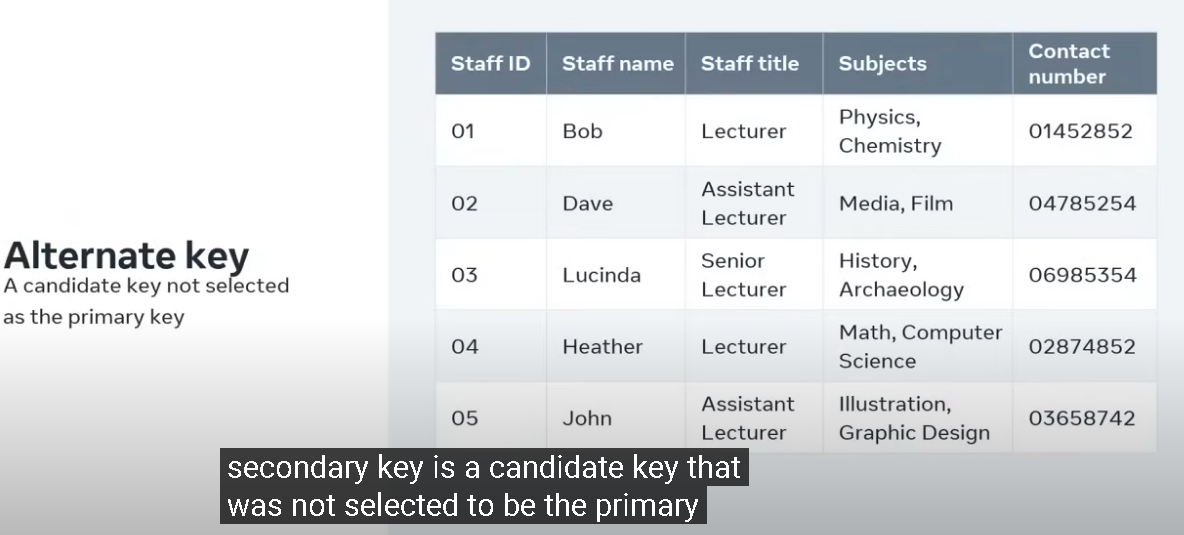 Alternate key
A candidate key not selected
as the primary key
Staff ID Staff name Staff title Subjects Contact number
01 Bob Lecturer Physics, Chemistry 01452852
02 Dave Assistant Lecturer Media, Film 04785254
03 Lucinda Senior Lecturer History, Archaeology 06985354
04 Heather Lecturer Math, Computer Science 02874852
05 John Assistant Lecturer Illustration, Graphic Design 03658742
secondary key is a candidate key that
was not selected to be the primary